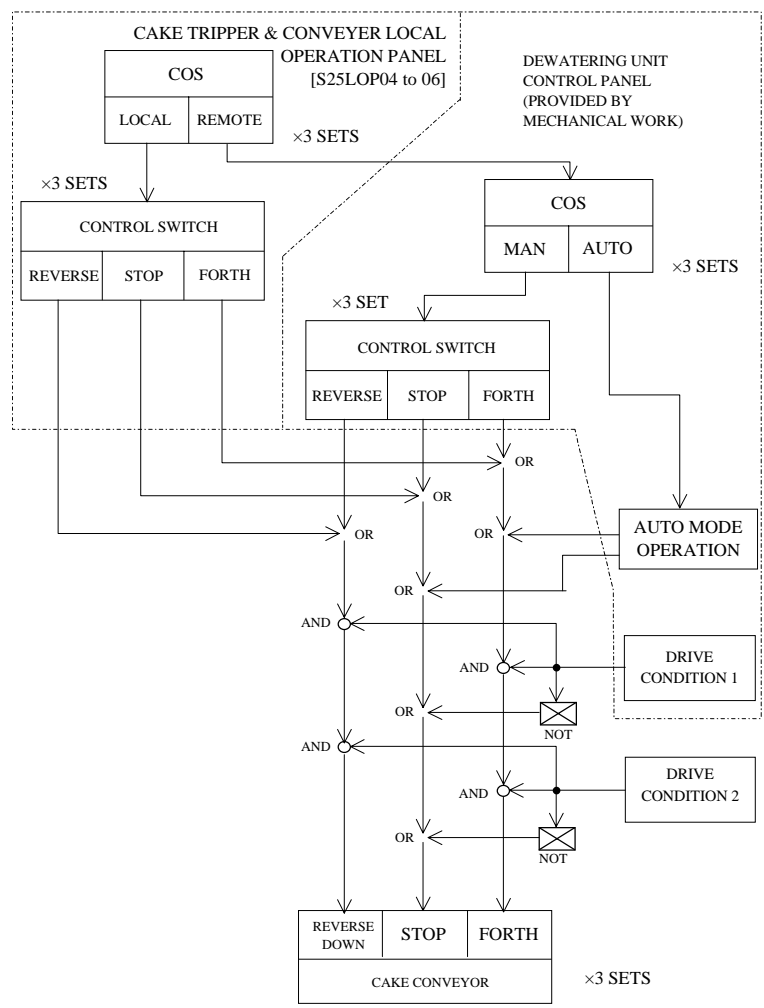 CAKE TRIPPER & CONVEYER LOCAL
OPERATION PANEL
[S25LOP04 to 06]
COS
LOCAL
REMOTE
×3 SETS
DEWATERING UNIT
CONTROL PANEL
(PROVIDED BY
MECHANICAL WORK)
×3 SETS
CONTROL SWITCH
REVERSE
STOP
FORTH
COS
MAN
AUTO
×3 SETS
×3 SET
CONTROL SWITCH
REVERSE
STOP
FORTH
OR
OR
OR
OR
AUTO MODE
OPERATION
OR
AND
AND
DRIVE
CONDITION 1
OR
NOT
AND
AND
DRIVE
CONDITION 2
OR
NOT
REVERSE
DOWN
STOP
FORTH
CAKE CONVEYOR
×3 SETS